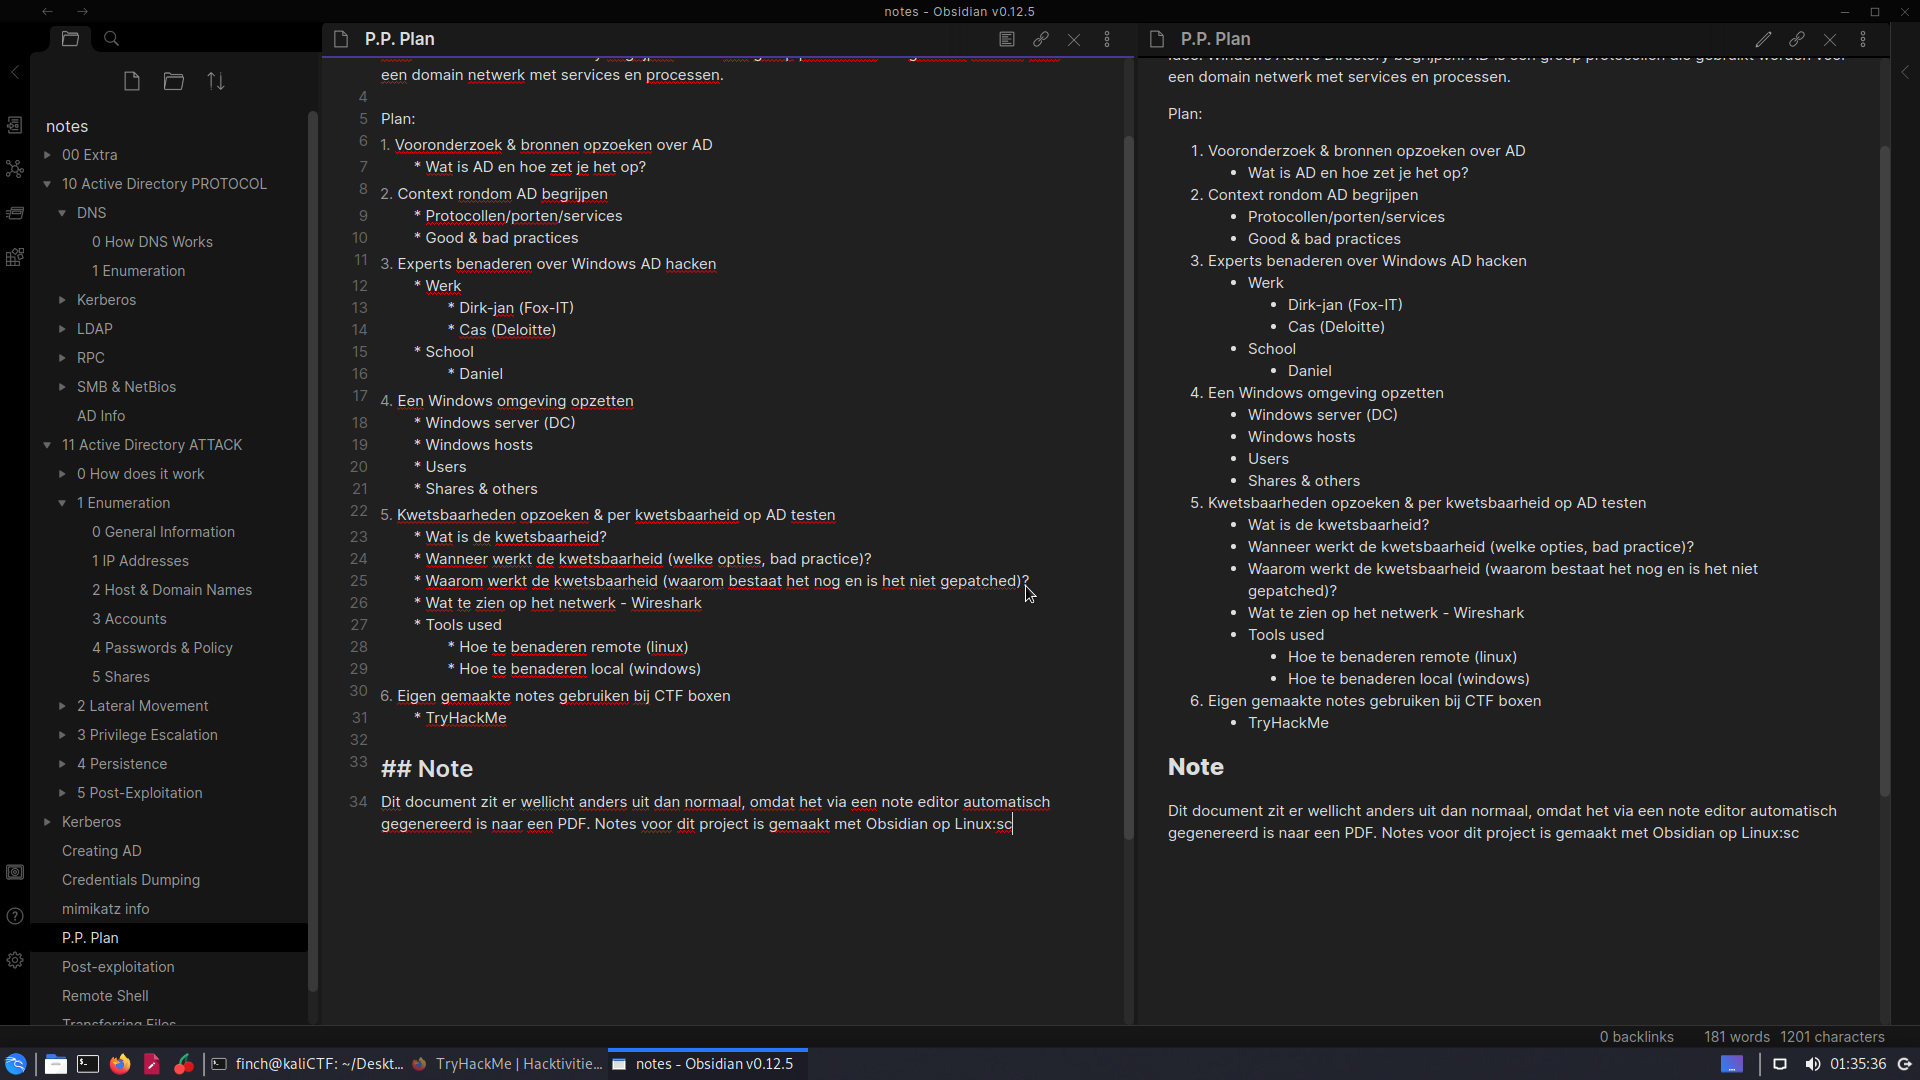 notes - Obsidian v0.12.5
P.P. Plan
P.P. Plan
notes
00 Extra
10 Active Directory PROTOCOL
DNS
0 How DNS Works
1 Enumeration
Kerberos
LDAP
RPC
SMB & NetBios
AD Info
11 Active Directory ATTACK
0 How does it work
1 Enumeration
0 General Information
1 IP Addresses
2 Host & Domain Names
3 Accounts
4 Passwords & Policy
5 Shares
2 Lateral Movement
3 Privilege Escalation
4 Persistence
5 Post-Exploitation
Kerberos
Creating AD
Credentials Dumping
mimikatz info
P.P. Plan
Post-exploitation
Remote Shell
Transferring Files
een domain netwerk met services en processen.
4
5 Plan:
6 1. Vooronderzoek & bronnen opzoeken over AD
7 * Wat is AD en hoe zet je het op?
8 2. Context rondom AD begrijpen
9 * Protocollen/porten/services
10 * Good & bad practices
11 3. Experts benaderen over Windows AD hacken
12 * Werk
13 * Dirk-jan (Fox-IT)
14 * Cas (Deloitte)
15 * School
16 * Daniel
17 4. Een Windows omgeving opzetten
18 * Windows server (DC)
19 * Windows hosts
20 * Users
21 * Shares & others
22 5. Kwetsbaarheden opzoeken & per kwetsbaarheid op AD testen
23 * Wat is de kwetsbaarheid?
24 * Wanneer werkt de kwetsbaarheid (welke opties, bad practice)?
25 * Waarom werkt de kwetsbaarheid (waarom bestaat het nog en is het niet gepatched)?
26 * Wat te zien op het netwerk - Wireshark
27 * Tools used
28 * Hoe te benaderen remote (linux)
29 * Hoe te benaderen local (windows)
30 6. Eigen gemaakte notes gebruiken bij CTF boxen
31 * TryHackMe
32
33 ## Note
34 Dit document zit er wellicht anders uit dan normaal, omdat het via een note editor automatisch
gegenereerd is naar een PDF. Notes voor dit project is gemaakt met Obsidian op Linux:sc
een domain netwerk met services en processen.
Plan:
1. Vooronderzoek & bronnen opzoeken over AD
• Wat is AD en hoe zet je het op?
2. Context rondom AD begrijpen
• Protocollen/porten/services
• Good & bad practices
3. Experts benaderen over Windows AD hacken
• Werk
• Dirk-jan (Fox-IT)
• Cas (Deloitte)
• School
• Daniel
4. Een Windows omgeving opzetten
• Windows server (DC)
• Windows hosts
• Users
• Shares & others
5. Kwetsbaarheden opzoeken & per kwetsbaarheid op AD testen
• Wat is de kwetsbaarheid?
• Wanneer werkt de kwetsbaarheid (welke opties, bad practice)?
• Waarom werkt de kwetsbaarheid (waarom bestaat het nog en is het niet
gepatched)?
• Wat te zien op het netwerk - Wireshark
• Tools used
• Hoe te benaderen remote (linux)
• Hoe te benaderen local (windows)
6. Eigen gemaakte notes gebruiken bij CTF boxen
• TryHackMe
Note
Dit document zit er wellicht anders uit dan normaal, omdat het via een note editor automatisch
gegenereerd is naar een PDF. Notes voor dit project is gemaakt met Obsidian op Linux:sc
0 backlinks 181 words 1201 characters
finch@kaliCTF: ~/Deskt... TryHackMe | Hacktivitie... notes - Obsidian v0.12.5 01:35:36